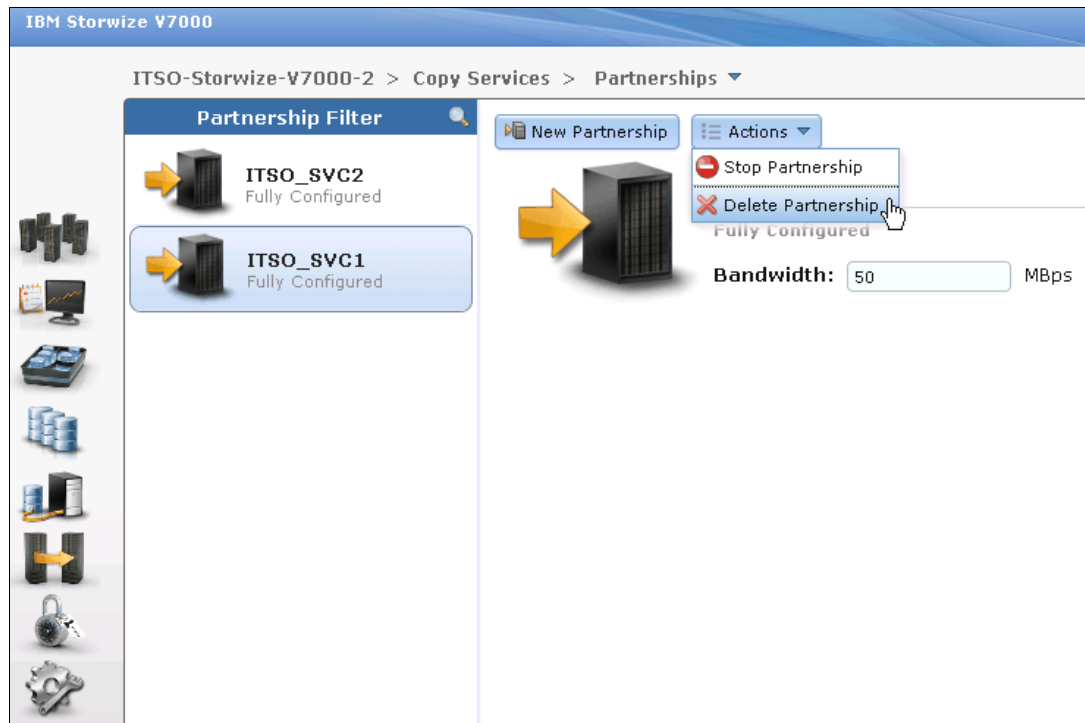 IBM Storwize V7000
ITSO-Storwize-V7000-2 > Copy Services > Partnerships
Partnership Filter
ITSO_SVC2
Fully Configured
ITSO_SVC1
Fully Configured
New Partnership
Actions
Stop Partnership
Delete Partnership
Fully Configured
Bandwidth: 50 MBps